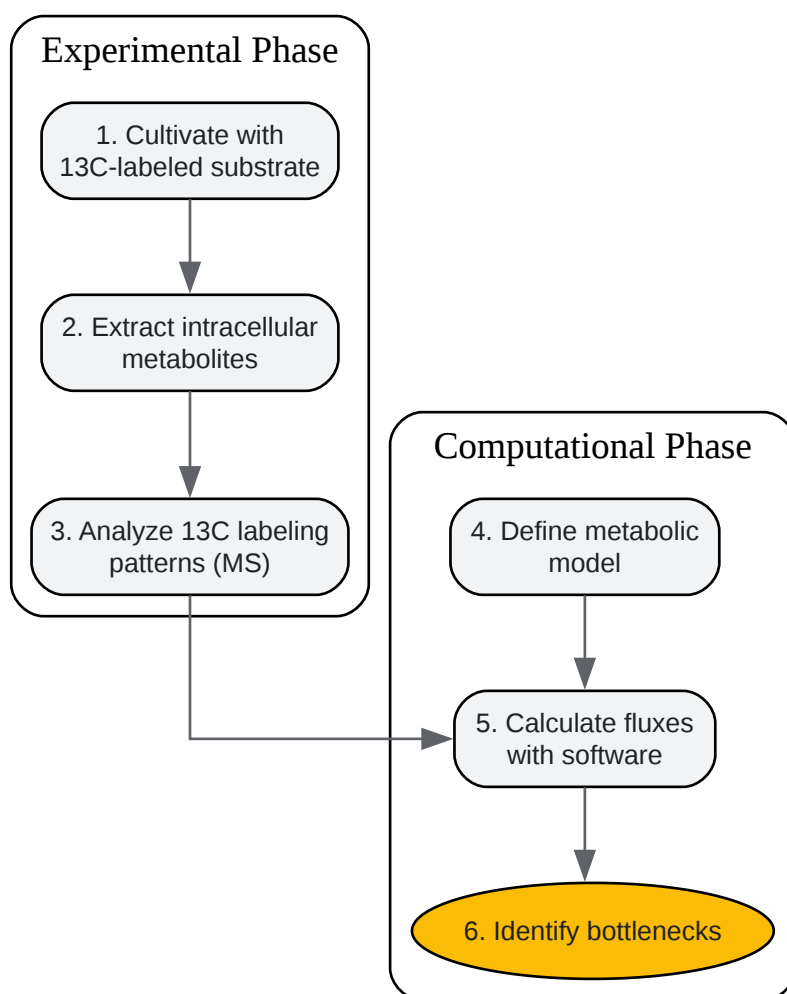 Experimental Phase
1. Cultivate with
13C-labeled substrate
2. Extract intracellular
metabolites
3. Analyze 13C labeling
patterns (MS)
Computational Phase
4. Define metabolic
model
5. Calculate fluxes
with software
6. Identify bottlenecks